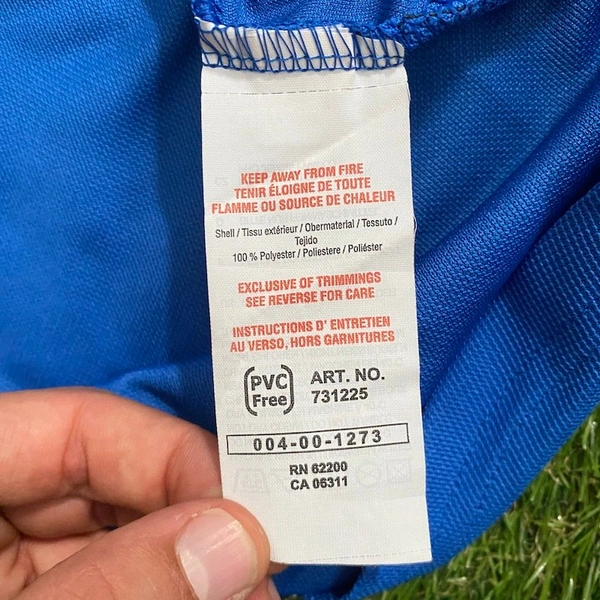 KEEP AWAY FROM FIRE
TENIR ÉLOIGNE DE TOUTE
FLAMME OU SOURCE DE CHALEUR
Shell / Tissu extérieur / Obermaterial / Tessuto /
Tejido
100 % Polyester / Poliestere / Poliéster
EXCLUSIVE OF TRIMMINGS
SEE REVERSE FOR CARE
INSTRUCTIONS D' ENTRETIEN
AU VERSO, HORS GARNITURES
PVC
Free
ART. NO.
731225
004-00-1273
RN 62200
CA 06311